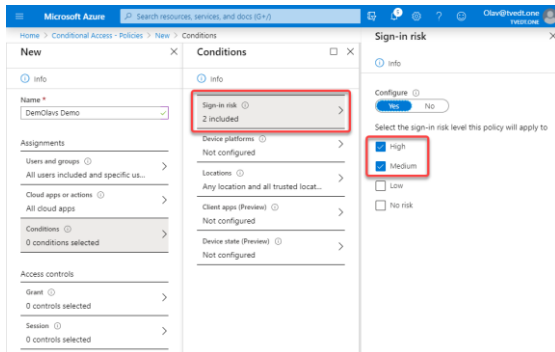 Microsoft Azure
Search resources, services, and docs (G+/)
1
Olav@tvedt.one
TVEDT.ONE
Home > Conditional Access - Policies > New > Conditions
New
Info
Name *
DemOlavs Demo
Assignments
Users and groups
All users included and specific us...
Cloud apps or actions
All cloud apps
Conditions
0 conditions selected
Access controls
Grant
0 controls selected
Session
0 controls selected
Conditions
Info
Sign-in risk
2 included
Device platforms
Not configured
Locations
Any location and all trusted locat...
Client apps (Preview)
Not configured
Device state (Preview)
Not configured
Sign-in risk
Info
Configure
Yes No
Select the sign-in risk level this policy will apply to
High
Medium
Low
No risk